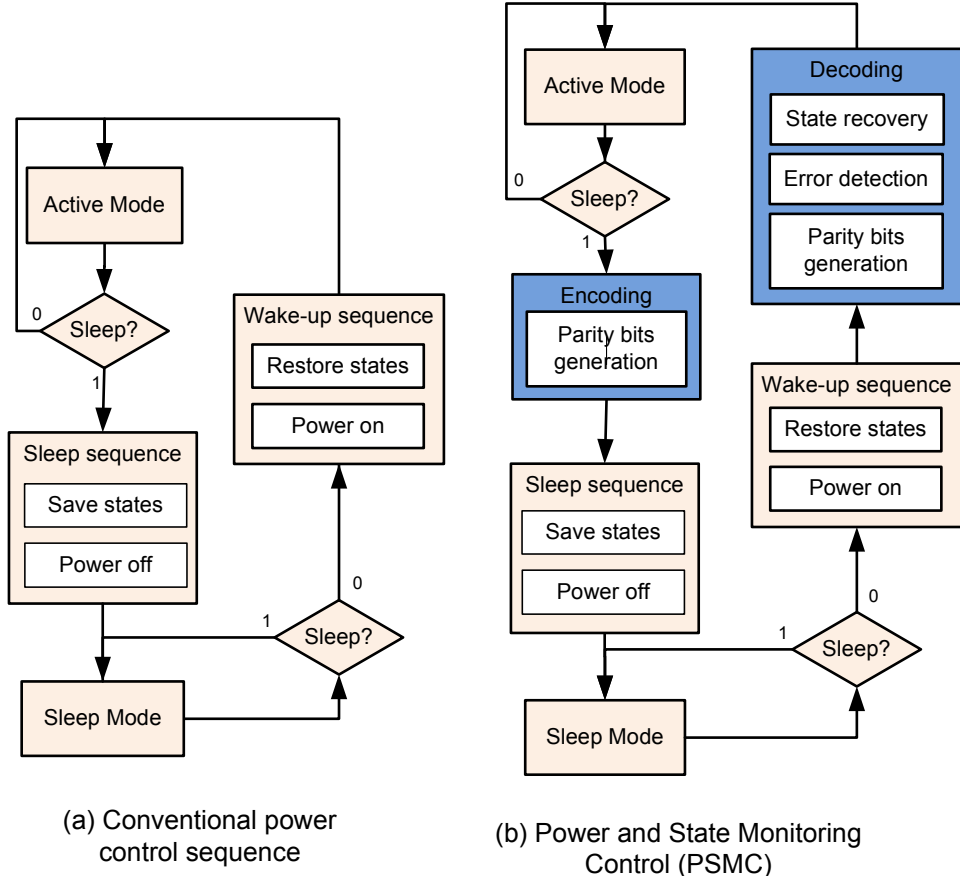 Active Mode
0
Sleep?
1
Sleep sequence
Save states
Power off
Sleep Mode
Wake-up sequence
Restore states
Power on
0
1
Sleep?
(a) Conventional power
control sequence
Active Mode
0
Sleep?
1
Encoding
Parity bits
generation
Sleep sequence
Save states
Power off
Sleep Mode
Decoding
State recovery
Error detection
Parity bits
generation
Wake-up sequence
Restore states
Power on
0
1
Sleep?
(b) Power and State Monitoring
Control (PSMC)